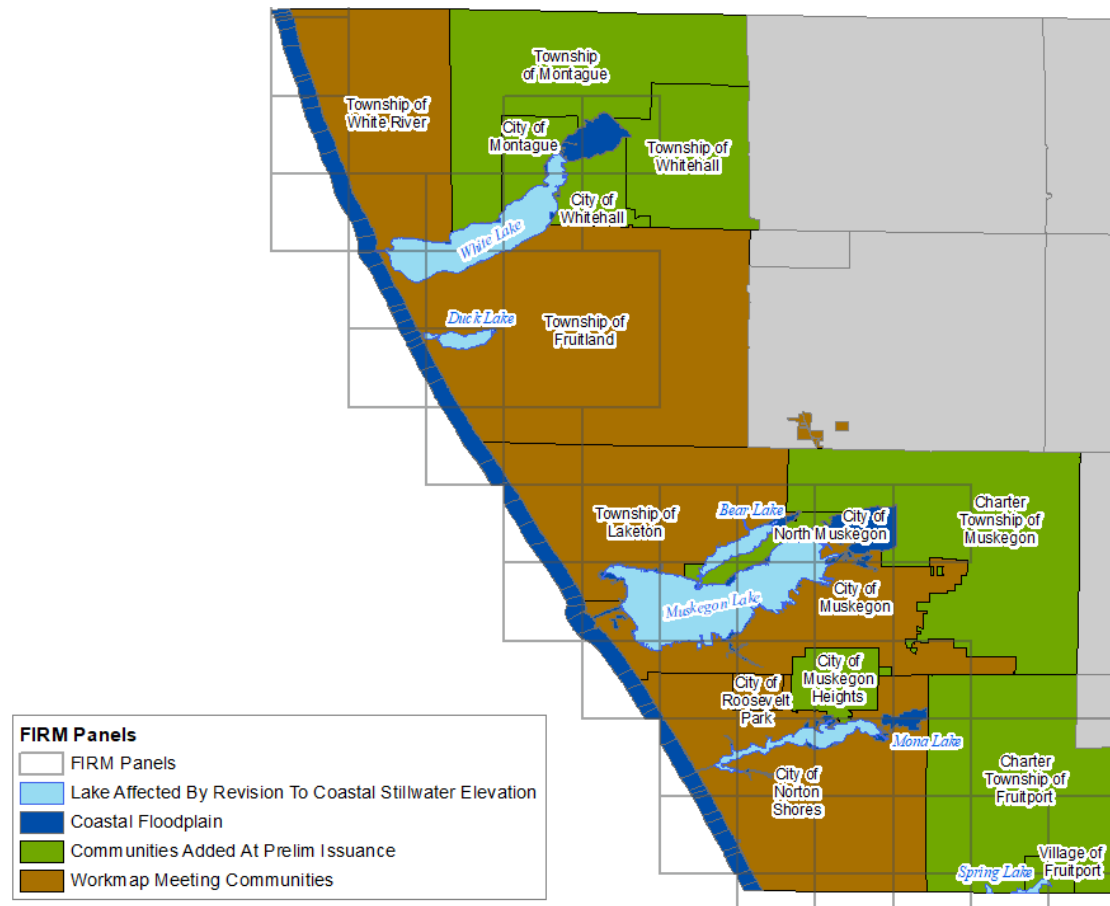 Township
of Montague
Township of
White River
City of
Montague
Township of
Whitehall
City of
Whitehall
White Lake
Duck Lake
Township of
Fruitland
Township of
Laketon
Bear Lake
City of
North Muskegon
Charter
Township of
Muskegon
City of
Muskegon
Muskegon Lake
City of
Roosevelt
Park
City of
Muskegon
Heights
Mona Lake
City of
Norton
Shores
Charter
Township of
Fruitport
Village of
Fruitport
Spring Lake
FIRM Panels
FIRM Panels
Lake Affected By Revision To Coastal Stillwater Elevation
Coastal Floodplain
Communities Added At Prelim Issuance
Workmap Meeting Communities